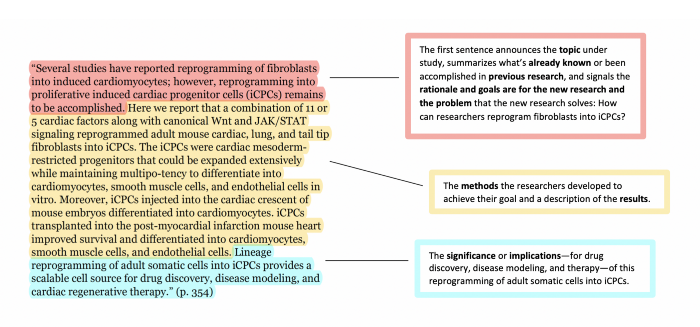 “Several studies have reported reprogramming of fibroblasts
into induced cardiomyocytes; however, reprogramming into
proliferative induced cardiac progenitor cells (iCPCs) remains
to be accomplished. Here we report that a combination of 11 or
5 cardiac factors along with canonical Wnt and JAK/STAT
signaling reprogrammed adult mouse cardiac, lung, and tail tip
fibroblasts into iCPCs. The iCPCs were cardiac mesoderm-
restricted progenitors that could be expanded extensively
while maintaining multipo-tency to differentiate into
cardiomyocytes, smooth muscle cells, and endothelial cells in
vitro. Moreover, iCPCs injected into the cardiac crescent of
mouse embryos differentiated into cardiomyocytes. iCPCs
transplanted into the post-myocardial infarction mouse heart
improved survival and differentiated into cardiomyocytes,
smooth muscle cells, and endothelial cells. Lineage
reprogramming of adult somatic cells into iCPCs provides a
scalable cell source for drug discovery, disease modeling, and
cardiac regenerative therapy.” (p. 354)
The first sentence announces the topic under
study, summarizes what’s already known or been
accomplished in previous research, and signals the
rationale and goals are for the new research and
the problem that the new research solves: How
can researchers reprogram fibroblasts into iCPCs?
The methods the researchers developed to
achieve their goal and a description of the results.
The significance or implications—for drug
discovery, disease modeling, and therapy—of this
reprogramming of adult somatic cells into iCPCs.